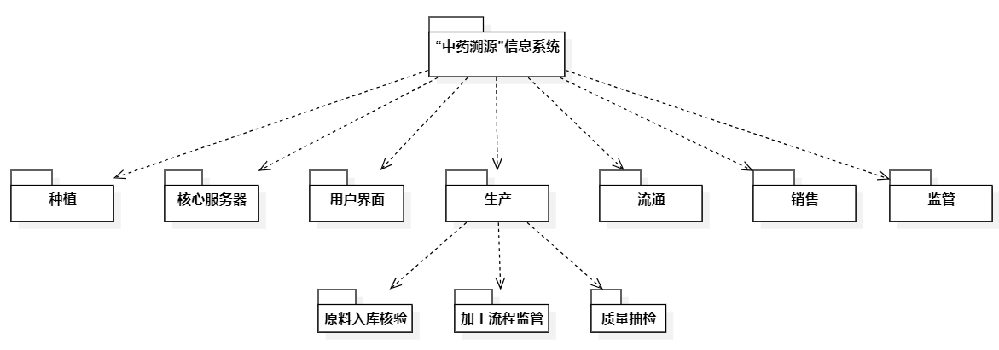 “中药溯源”信息系统
种植
核心服务器
用户界面
生产
流通
销售
监管
原料入库核验
加工流程监管
质量抽检